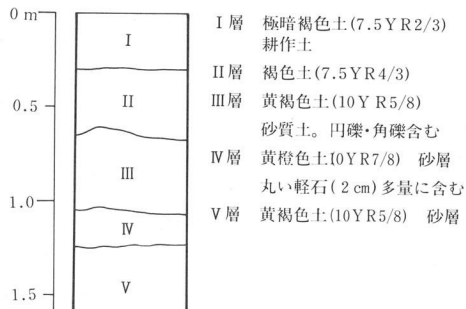 0 m
0.5
1.0
1.5
I
II
III
IV
V
I 層 極暗褐色土(7.5YR2/3)
耕作土
II層 褐色土(7.5YR4/3)
III層 黄褐色土(10YR5/8)
砂質土。円礫・角礫含む
IV層 黄橙色土10YR7/8) 砂層
丸い軽石(2cm)多量に含む
V層 黄褐色土(10YR5/8) 砂層